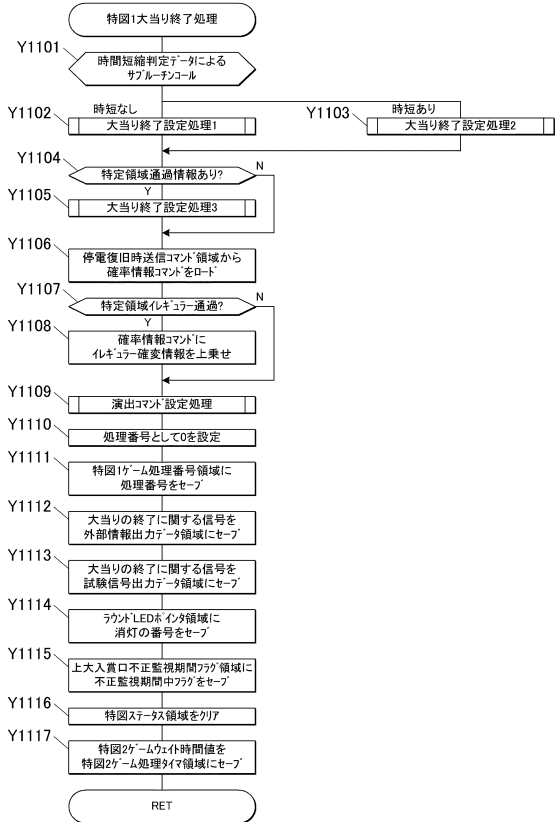 特図1大当り終了処理
Y1101
時間短縮判定ﾃﾞｰﾀによる
ｻﾌﾞﾙｰﾁﾝｺｰﾙ
時短なし
時短あり
Y1102
大当り終了設定処理1
Y1103
大当り終了設定処理2
Y1104
特定領域通過情報あり?
N
Y
Y1105
大当り終了設定処理3
Y1106
停電復旧時送信ｺﾏﾝﾄﾞ領域から
確率情報ｺﾏﾝﾄﾞをﾛｰﾄﾞ
Y1107
特定領域ｲﾚｷﾞｭﾗｰ通過?
N
Y
Y1108
確率情報ｺﾏﾝﾄﾞに
ｲﾚｷﾞｭﾗｰ確変情報を上乗せ
Y1109
演出ｺﾏﾝﾄﾞ設定処理
Y1110
処理番号として0を設定
Y1111
特図1ｹﾞｰﾑ処理番号領域に
処理番号をｾｰﾌﾞ
Y1112
大当りの終了に関する信号を
外部情報出力ﾃﾞｰﾀ領域にｾｰﾌﾞ
Y1113
大当りの終了に関する信号を
試験信号出力ﾃﾞｰﾀ領域にｾｰﾌﾞ
Y1114
ﾗｳﾝﾄﾞLEDﾎﾟｲﾝﾀ領域に
消灯の番号をｾｰﾌﾞ
Y1115
上大入賞口不正監視期間ﾌﾗｸﾞ領域に
不正監視期間中ﾌﾗｸﾞをｾｰﾌﾞ
Y1116
特図ｽﾃｰﾀｽ領域をｸﾘｱ
Y1117
特図2ｹﾞｰﾑｳｪｲﾄ時間値を
特図2ｹﾞｰﾑ処理ﾀｲﾏ領域にｾｰﾌﾞ
RET